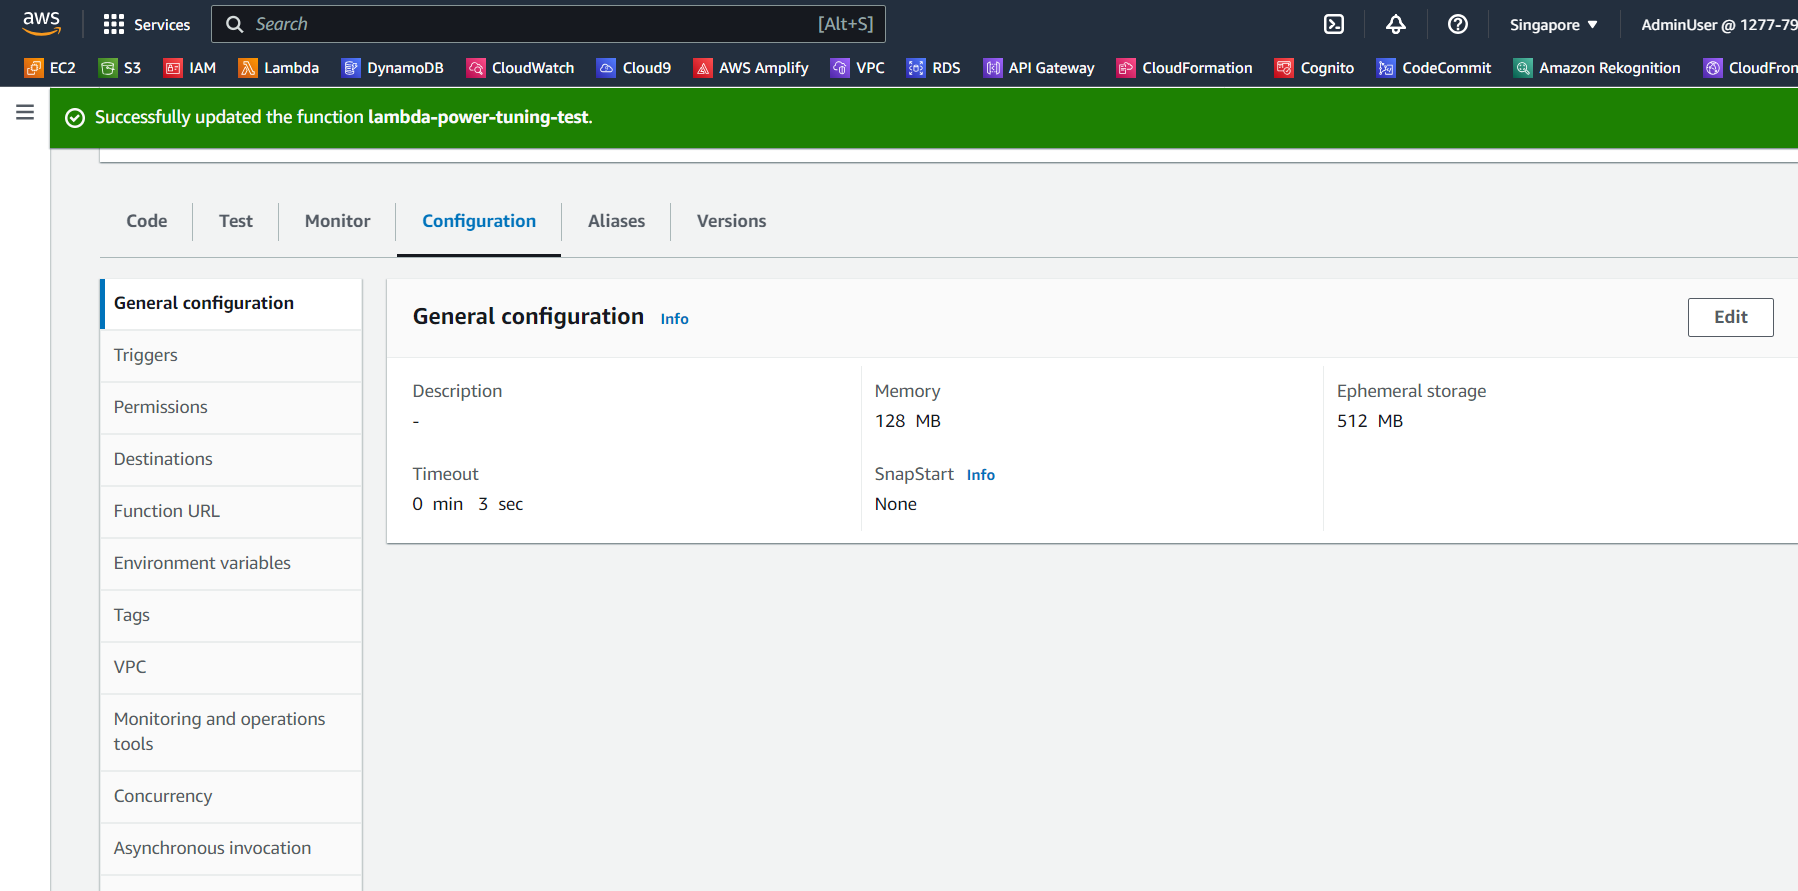 aws Services Search [Alt+S] Singapore ▼ AdminUser @ 1277-79
EC2 S3 IAM Lambda DynamoDB CloudWatch Cloud9 AWS Amplify VPC RDS API Gateway CloudFormation Cognito CodeCommit Amazon Rekognition CloudFron
Successfully updated the function lambda-power-tuning-test.
Code Test Monitor Configuration Aliases Versions
General configuration
Triggers
Permissions
Destinations
Function URL
Environment variables
Tags
VPC
Monitoring and operations
tools
Concurrency
Asynchronous invocation
General configuration Info Edit
Description
-
Memory
128 MB
Ephemeral storage
512 MB
Timeout
0 min 3 sec
SnapStart Info
None